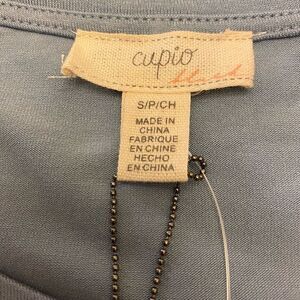 cupio
S/P/CH
MADE IN
CHINA
FABRIQUE
EN CHINE
HECHO
EN CHINA